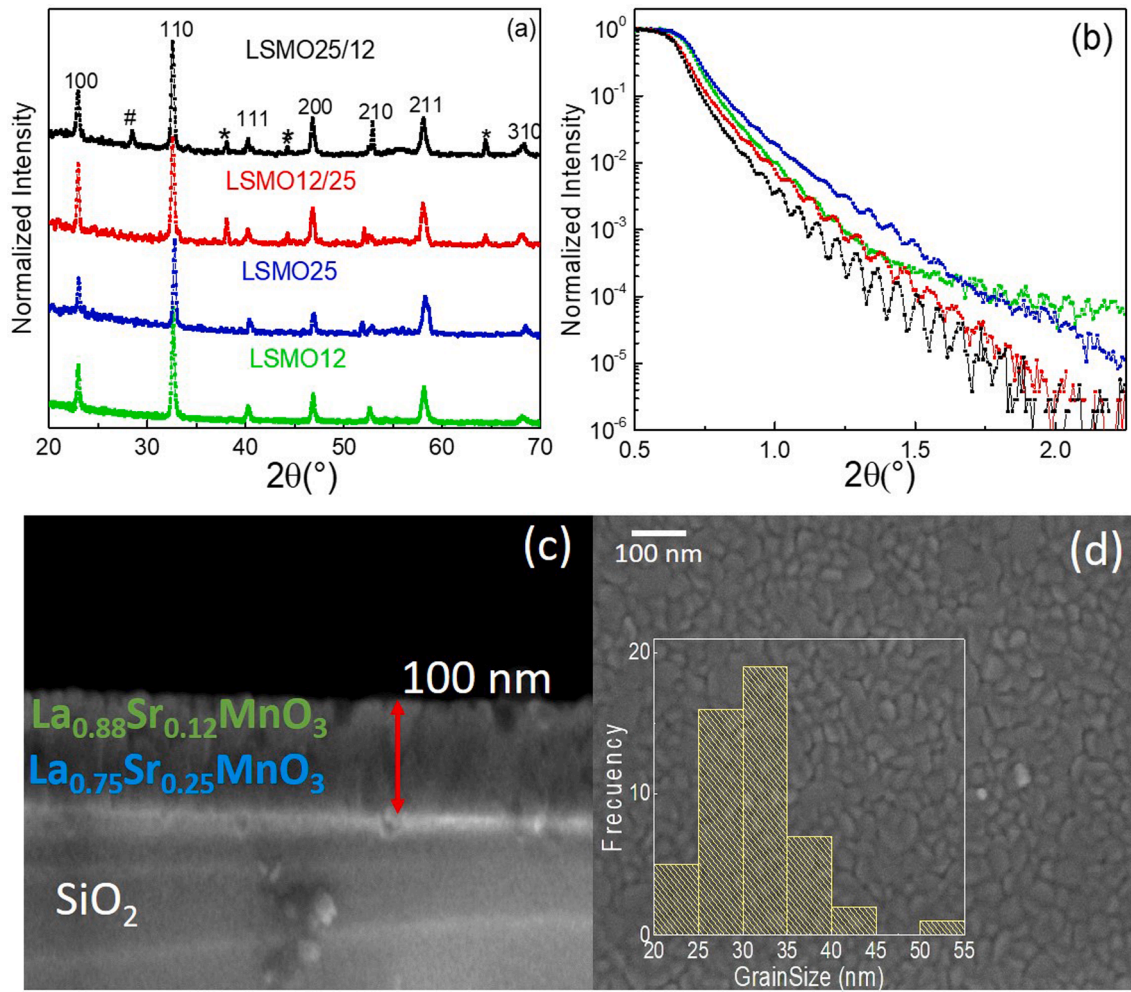 (a)
110
LSMO25/12
100
#
*
111
*
200
210
211
*
310
LSMO12/25
LSMO25
LSMO12
Normalized Intensity
20 30 40 50 60 70
2θ(°)
(b)
10⁰
10⁻¹
10⁻²
10⁻³
10⁻⁴
10⁻⁵
10⁻⁶
Normalized Intensity
0.5 1.0 1.5 2.0
2θ(°)
(c)
100 nm
La₀.₈₈Sr₀.₁₂MnO₃
La₀.₇₅Sr₀.₂₅MnO₃
SiO₂
100 nm
(d)
20
10
0
Frecuency
20 25 30 35 40 45 50 55
GrainSize (nm)